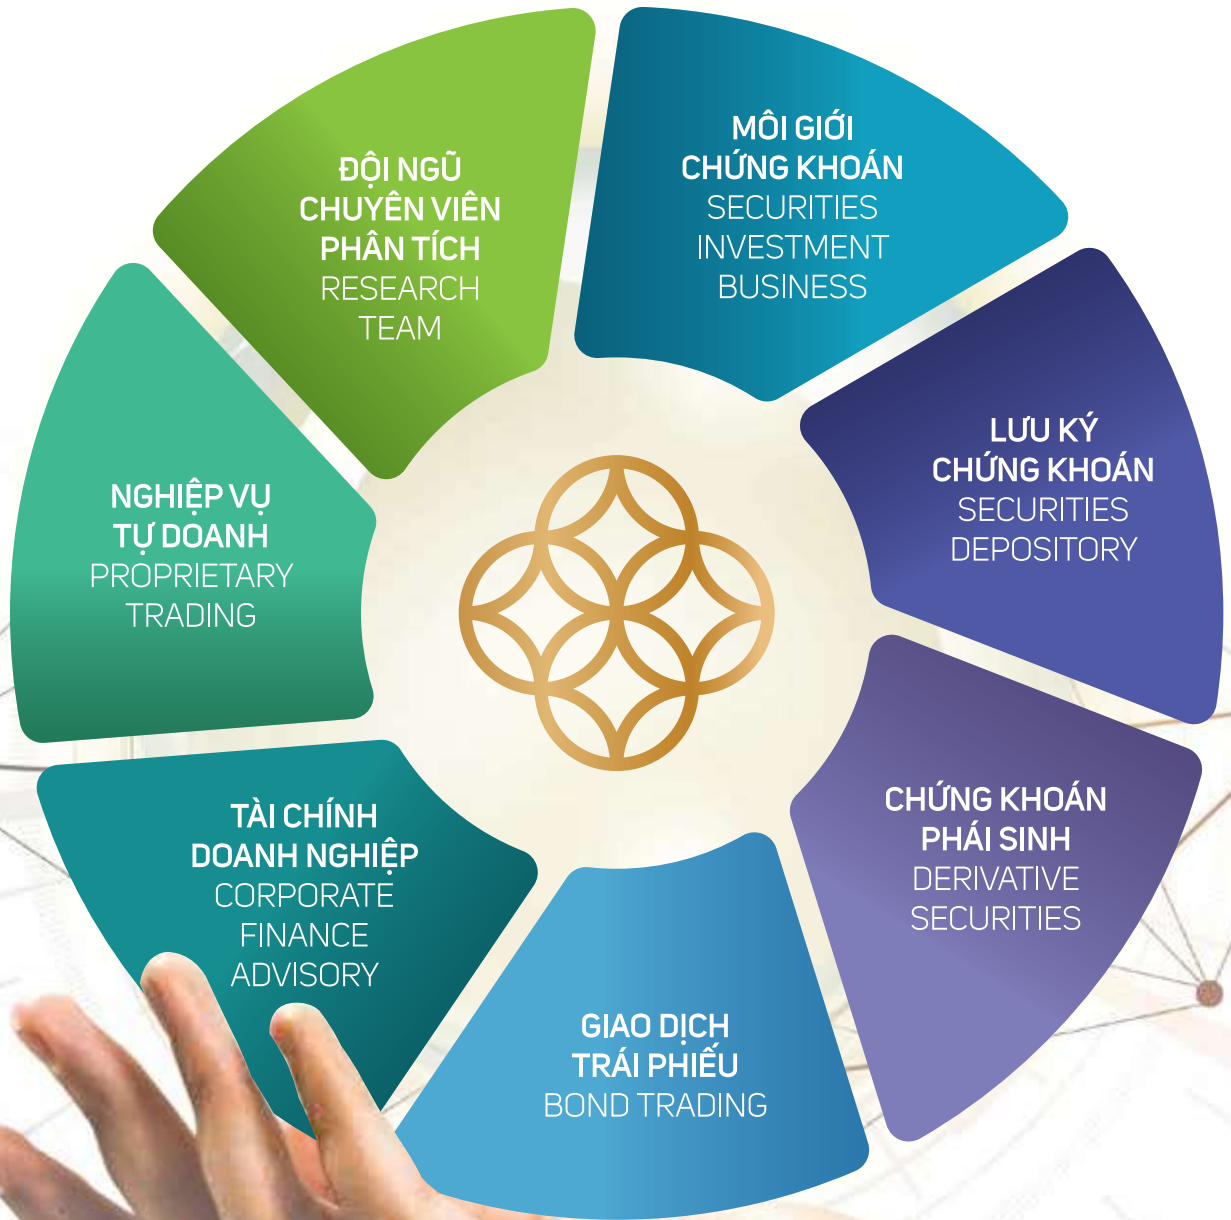 MÔI GIỚI
CHỨNG KHOÁN
SECURITIES
INVESTMENT
BUSINESS
LƯU KÝ
CHỨNG KHOÁN
SECURITIES
DEPOSITORY
CHỨNG KHOÁN
PHÁI SINH
DERIVATIVE
SECURITIES
GIAO DỊCH
TRÁI PHIẾU
BOND TRADING
TÀI CHÍNH
DOANH NGHIỆP
CORPORATE
FINANCE
ADVISORY
NGHIỆP VỤ
TỰ DOANH
PROPRIETARY
TRADING
ĐỘI NGŨ
CHUYÊN VIÊN
PHÂN TÍCH
RESEARCH
TEAM